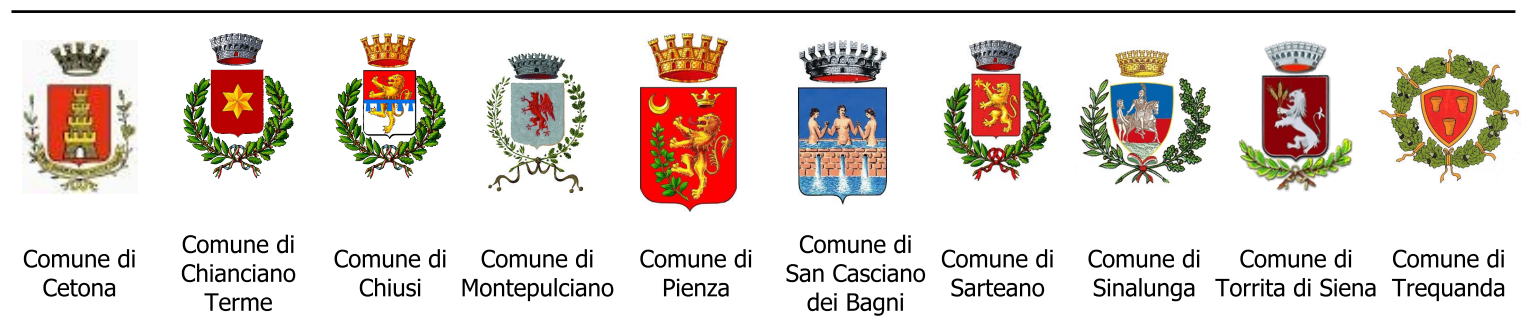 Comune di
Cetona
Comune di
Chianciano
Terme
Comune di
Chiusi
Comune di
Montepulciano
Comune di
Pienza
Comune di
San Casciano
dei Bagni
Comune di
Sarteano
Comune di
Sinalunga
Comune di
Torrita di Siena
Comune di
Trequanda